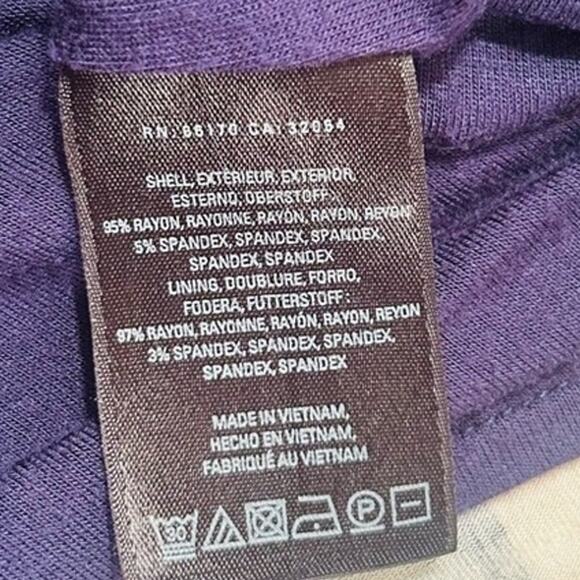 RN: 66170 CA: 32054
SHELL, EXTÉRIEUR, EXTERIOR,
ESTERNO, OBERSTOFF:
95% RAYON, RAYONNE, RAYÓN, RAYON, REYON
5% SPANDEX, SPANDEX, SPANDEX,
SPANDEX, SPANDEX
LINING, DOUBLURE, FORRO,
FODERA, FUTTERSTOFF:
97% RAYON, RAYONNE, RAYÓN, RAYON, REYON
3% SPANDEX, SPANDEX, SPANDEX,
SPANDEX, SPANDEX
MADE IN VIETNAM,
HECHO EN VIETNAM,
FABRIQUÉ AU VIETNAM
30 P